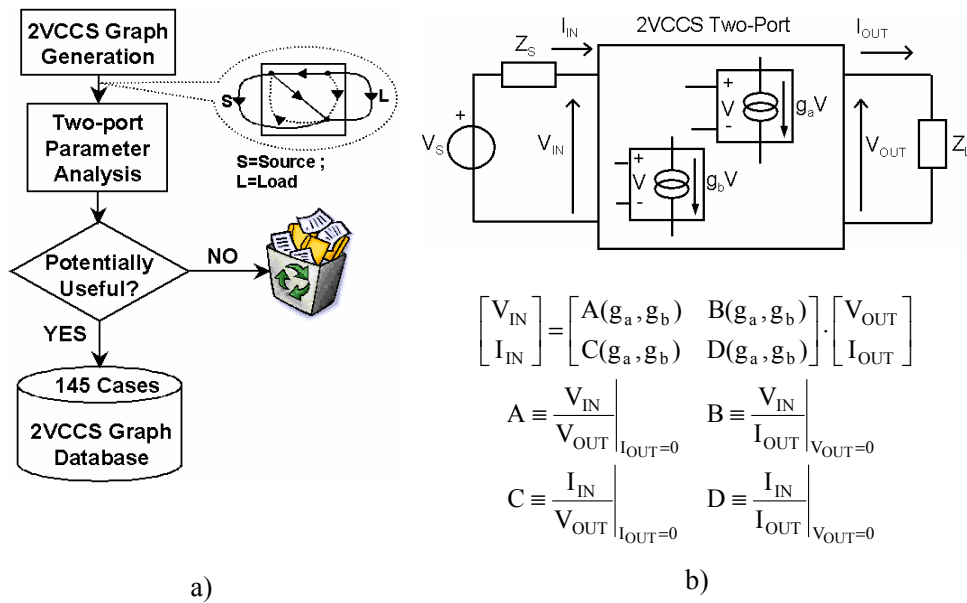 2VCCS Graph
Generation
S
L
S=Source ;
L=Load
Two-port
Parameter
Analysis
Potentially
Useful?
NO
YES
145 Cases
2VCCS Graph
Database
a)
2VCCS Two-Port
I_IN
I_OUT
Z_S
V_S
V_IN
+
V
-
g_aV
+
V
-
g_bV
V_OUT
Z_L
[V_IN I_IN] = [A(g_a,g_b) B(g_a,g_b) C(g_a,g_b) D(g_a,g_b)] · [V_OUT I_OUT]
A ≡ V_IN/V_OUT |I_OUT=0 B ≡ V_IN/I_OUT |V_OUT=0
C ≡ I_IN/V_OUT |I_OUT=0 D ≡ I_IN/I_OUT |V_OUT=0
b)